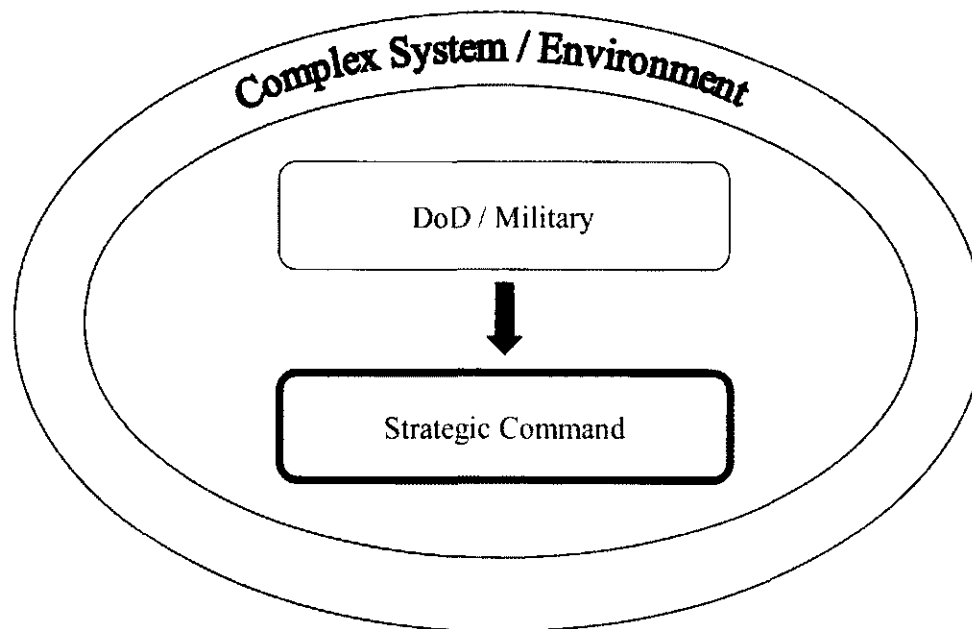 Complex System / Environment
DoD / Military
Strategic Command